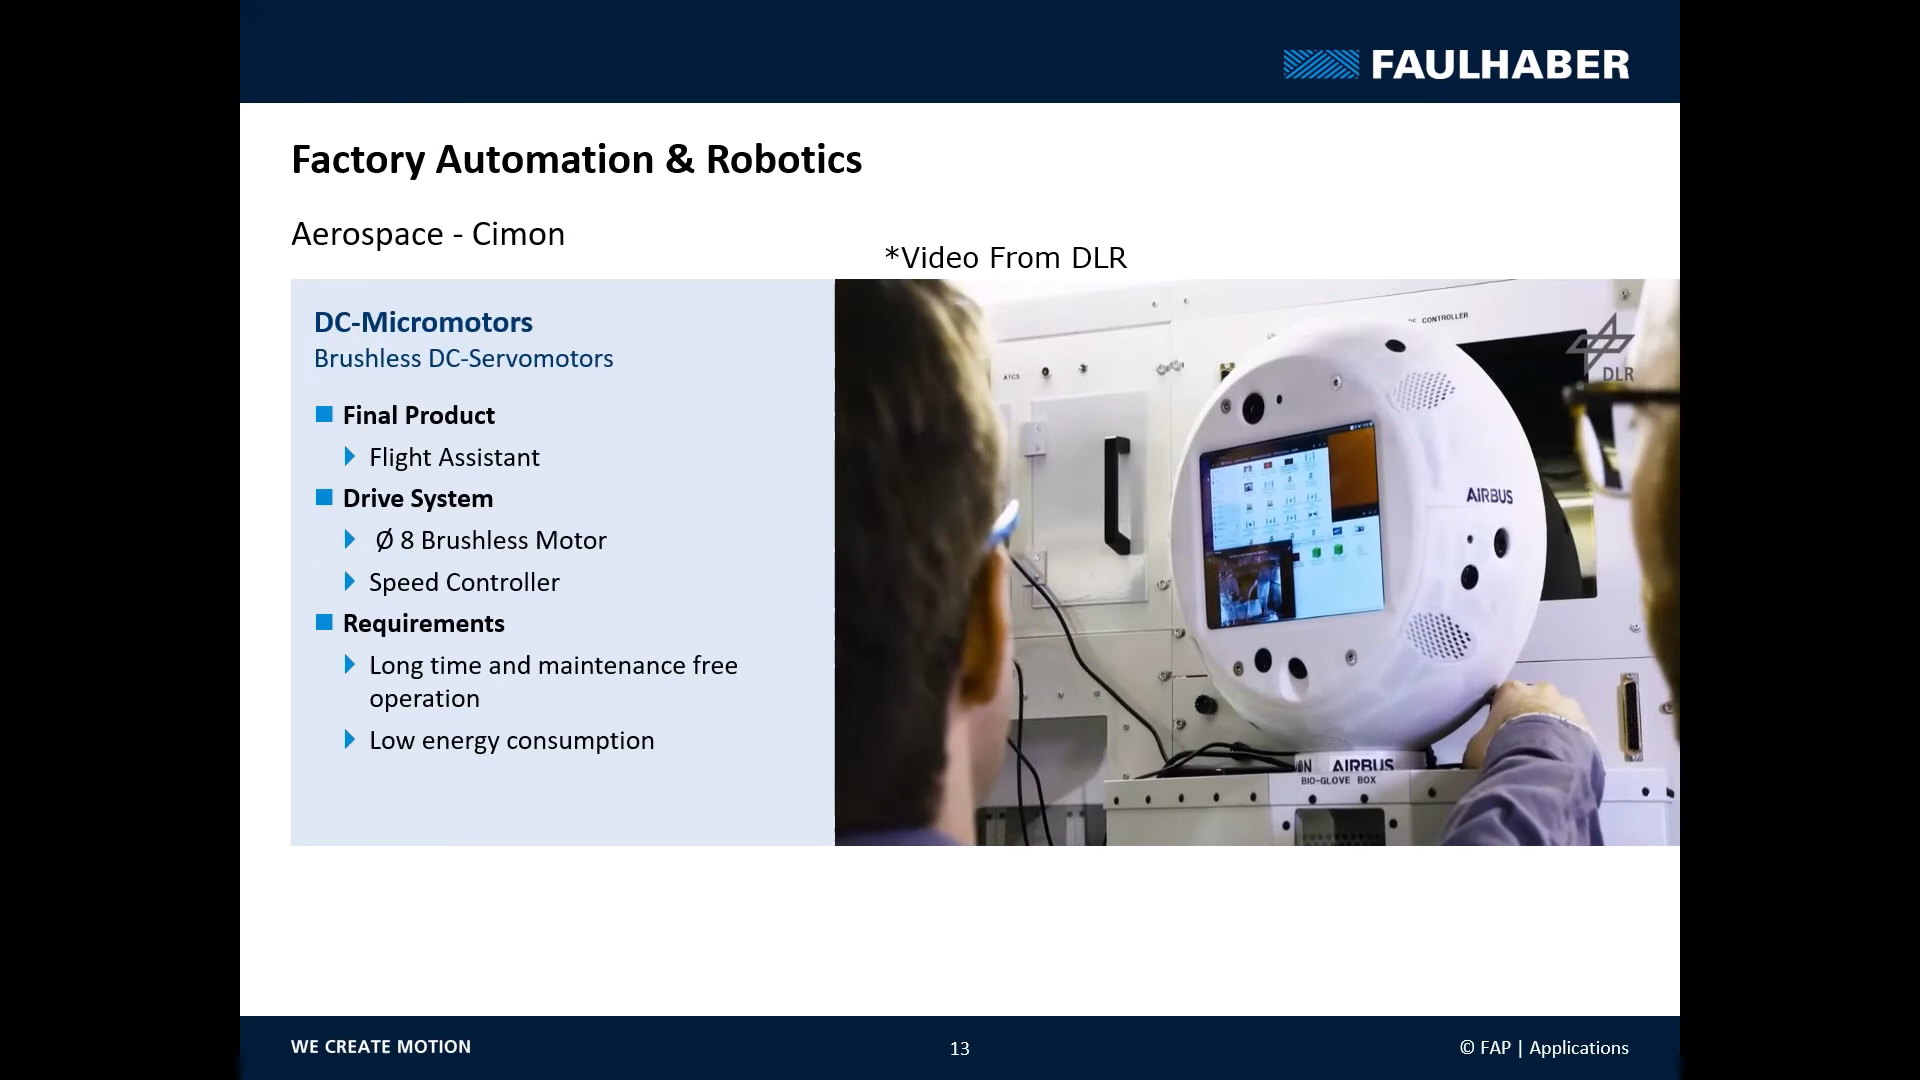 FAULHABER
Factory Automation & Robotics
Aerospace - Cimon
*Video From DLR
DC-Micromotors
Brushless DC-Servomotors
Final Product
Flight Assistant
Drive System
Ø 8 Brushless Motor
Speed Controller
Requirements
Long time and maintenance free
operation
Low energy consumption
CONTROLLER
DLR
ATCS
AIRBUS
AIRBUS
BIO-GLOVE BOX
WE CREATE MOTION
13
© FAP | Applications